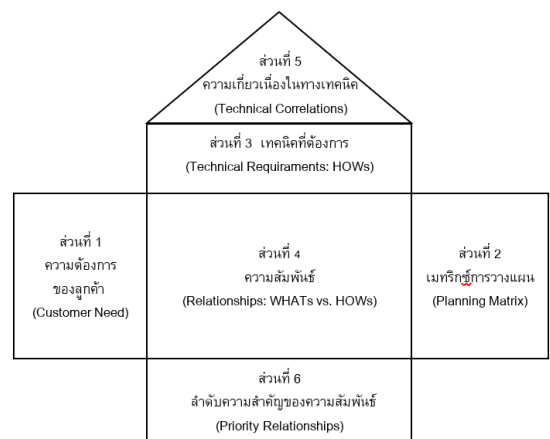 ส่วนที่ 5
ความเกี่ยวเนื่องในทางเทคนิค
(Technical Correlations)
ส่วนที่ 3 เทคนิคที่ต้องการ
(Technical Requiraments: HOWs)
ส่วนที่ 1
ความต้องการ
ของลูกค้า
(Customer Need)
ส่วนที่ 4
ความสัมพันธ์
(Relationships: WHATs vs. HOWs)
ส่วนที่ 2
เมทริกซ์การวางแผน
(Planning Matrix)
ส่วนที่ 6
ลำดับความสำคัญของความสัมพันธ์
(Priority Relationships)